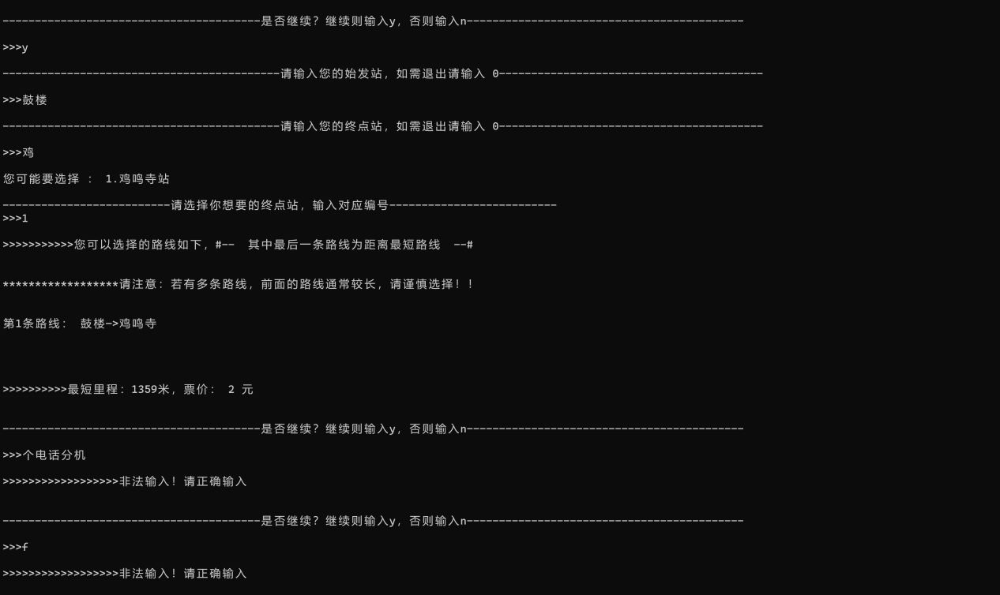 ----------------------------------------是否继续？继续则输入y，否则输入n-------------------------------------------
>>>y
-------------------------------------------请输入您的始发站，如需退出请输入 0-----------------------------------------
>>>鼓楼
-------------------------------------------请输入您的终点站，如需退出请输入 0-----------------------------------------
>>>鸡
您可能要选择 ： 1.鸡鸣寺站
--------------------------请选择你想要的终点站，输入对应编号--------------------------
>>>1
>>>>>>>>>>>您可以选择的路线如下，#--  其中最后一条路线为距离最短路线  --#
******************请注意：若有多条路线，前面的路线通常较长，请谨慎选择！！
第1条路线： 鼓楼->鸡鸣寺
>>>>>>>>>>最短里程：1359米，票价： 2 元
----------------------------------------是否继续？继续则输入y，否则输入n-------------------------------------------
>>>个电话分机
>>>>>>>>>>>>>>>>>>非法输入！请正确输入
----------------------------------------是否继续？继续则输入y，否则输入n-------------------------------------------
>>>f
>>>>>>>>>>>>>>>>>>非法输入！请正确输入